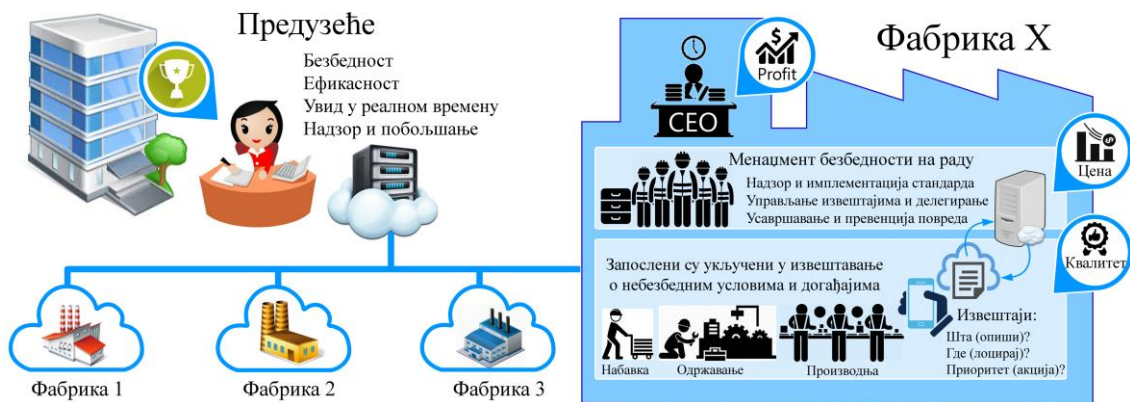 Предузеће
Безбедност
Ефикасност
Увид у реалном времену
Надзор и побољшање
Фабрика 1
Фабрика 2
Фабрика 3
Фабрика X
$
Profit
CEO
Менаџмент безбедности на раду
Надзор и имплементација стандарда
Управљање извештајима и делегирање
Усавршавање и превенција повреда
Цена
Квалитет
Запослени су укључени у извештавање
о небезбедним условима и догађајима
Набавка
Одржавање
Производња
Извештаји:
Шта (опиши)?
Где (лоцирај)?
Приоритет (акција)?